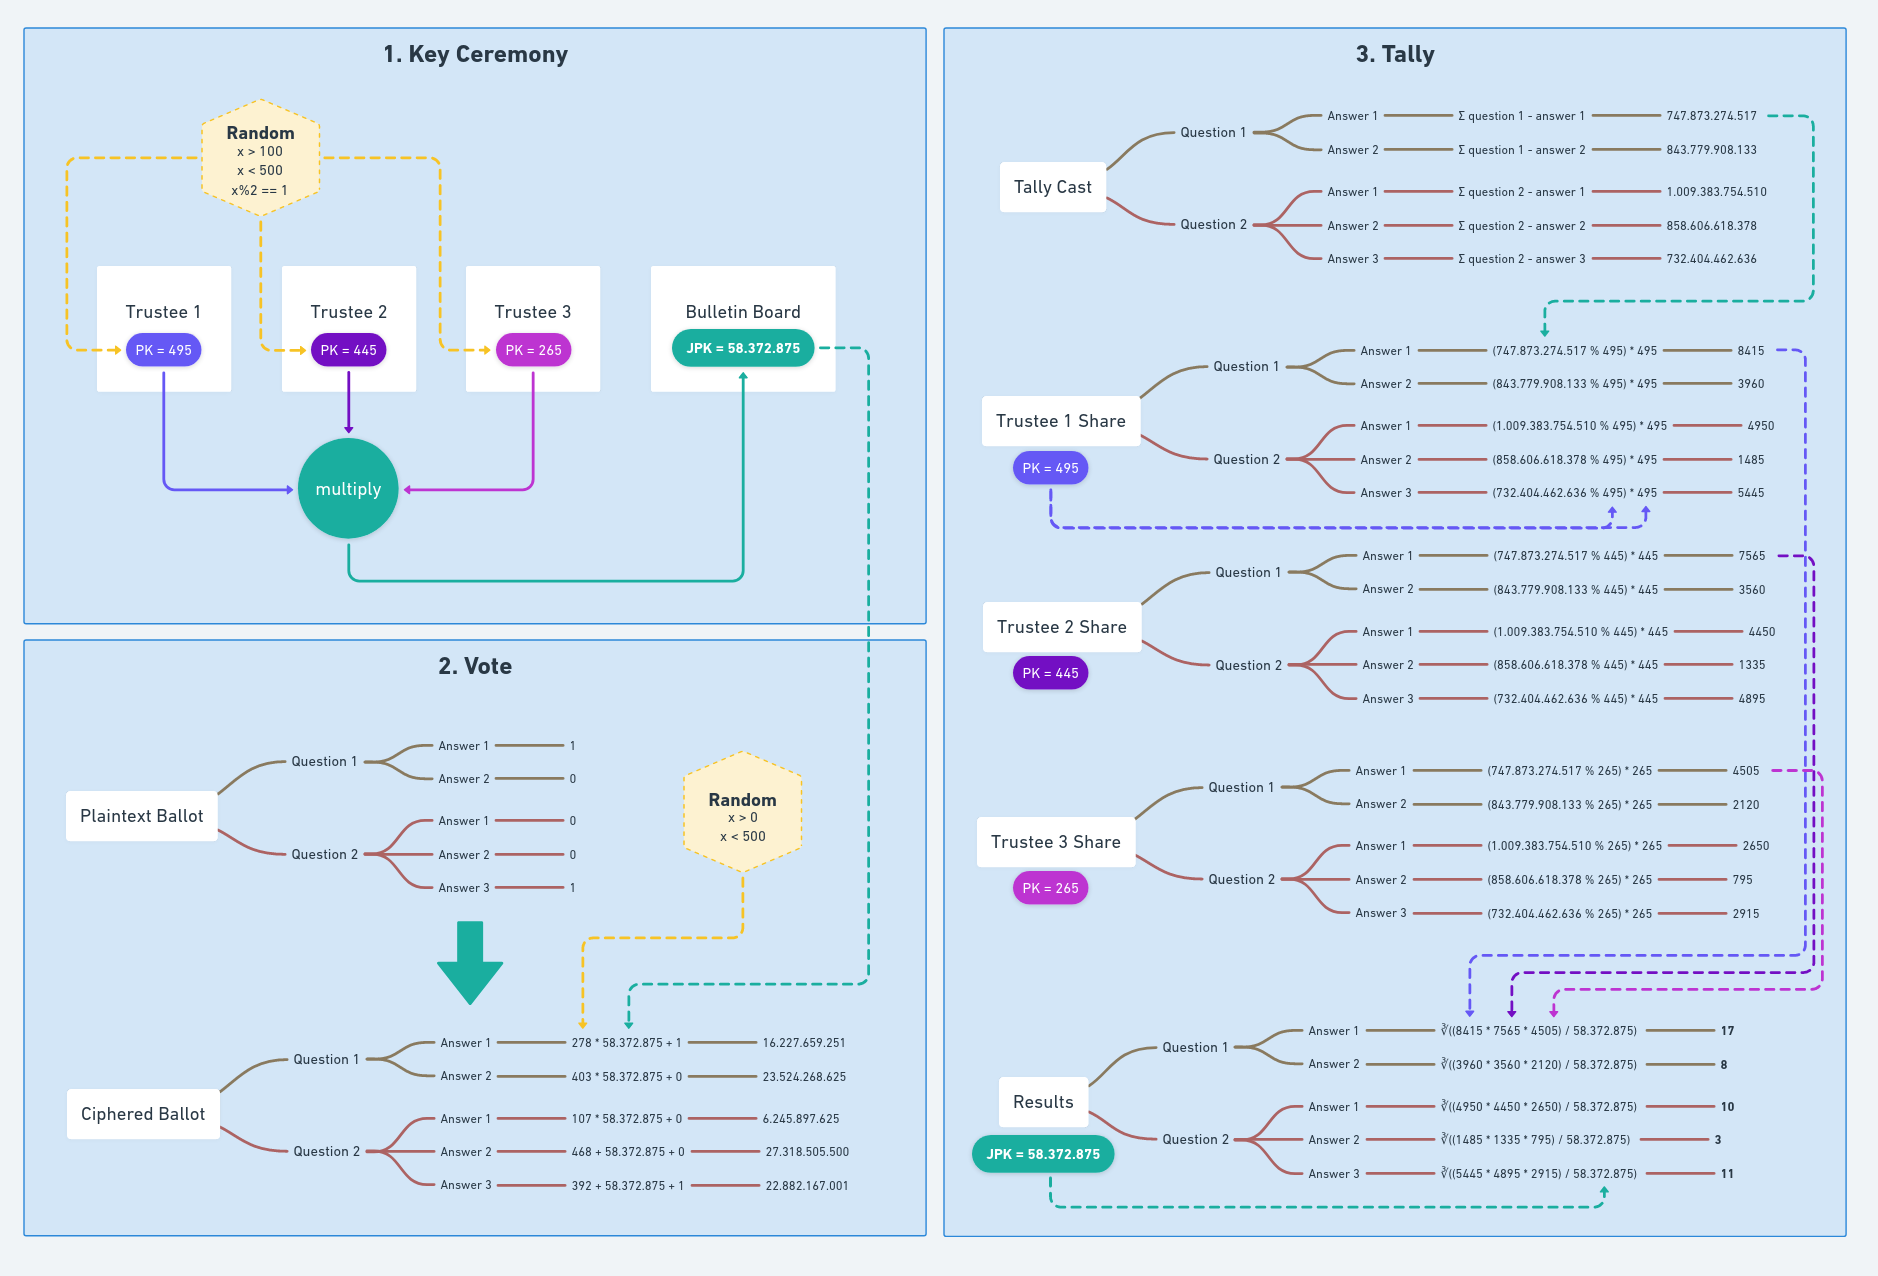 1. Key Ceremony
Random
x > 100
x < 500
x%2 == 1
Trustee 1
PK = 495
Trustee 2
PK = 445
Trustee 3
PK = 265
Bulletin Board
JPK = 58.372.875
multiply
2. Vote
Plaintext Ballot
Question 1
Answer 1 1
Answer 2 0
Question 2
Answer 1 0
Answer 2 0
Answer 3 1
Random
x > 0
x < 500
Ciphered Ballot
Question 1
Answer 1 278 * 58.372.875 + 1 16.227.659.251
Answer 2 403 * 58.372.875 + 0 23.524.268.625
Question 2
Answer 1 107 * 58.372.875 + 0 6.245.897.625
Answer 2 468 + 58.372.875 + 0 27.318.505.500
Answer 3 392 + 58.372.875 + 1 22.882.167.001
3. Tally
Tally Cast
Question 1
Answer 1 Σ question 1 - answer 1 747.873.274.517
Answer 2 Σ question 1 - answer 2 843.779.908.133
Question 2
Answer 1 Σ question 2 - answer 1 1.009.383.754.510
Answer 2 Σ question 2 - answer 2 858.606.618.378
Answer 3 Σ question 2 - answer 3 732.404.462.636
Trustee 1 Share
PK = 495
Question 1
Answer 1 (747.873.274.517 % 495) * 495 8415
Answer 2 (843.779.908.133 % 495) * 495 3960
Question 2
Answer 1 (1.009.383.754.510 % 495) * 495 4950
Answer 2 (858.606.618.378 % 495) * 495 1485
Answer 3 (732.404.462.636 % 495) * 495 5445
Trustee 2 Share
PK = 445
Question 1
Answer 1 (747.873.274.517 % 445) * 445 7565
Answer 2 (843.779.908.133 % 445) * 445 3560
Question 2
Answer 1 (1.009.383.754.510 % 445) * 445 4450
Answer 2 (858.606.618.378 % 445) * 445 1335
Answer 3 (732.404.462.636 % 445) * 445 4895
Trustee 3 Share
PK = 265
Question 1
Answer 1 (747.873.274.517 % 265) * 265 4505
Answer 2 (843.779.908.133 % 265) * 265 2120
Question 2
Answer 1 (1.009.383.754.510 % 265) * 265 2650
Answer 2 (858.606.618.378 % 265) * 265 795
Answer 3 (732.404.462.636 % 265) * 265 2915
Results
JPK = 58.372.875
Question 1
Answer 1 ∛((8415 * 7565 * 4505) / 58.372.875) 17
Answer 2 ∛((3960 * 3560 * 2120) / 58.372.875) 8
Question 2
Answer 1 ∛((4950 * 4450 * 2650) / 58.372.875) 10
Answer 2 ∛((1485 * 1335 * 795) / 58.372.875) 3
Answer 3 ∛((5445 * 4895 * 2915) / 58.372.875) 11